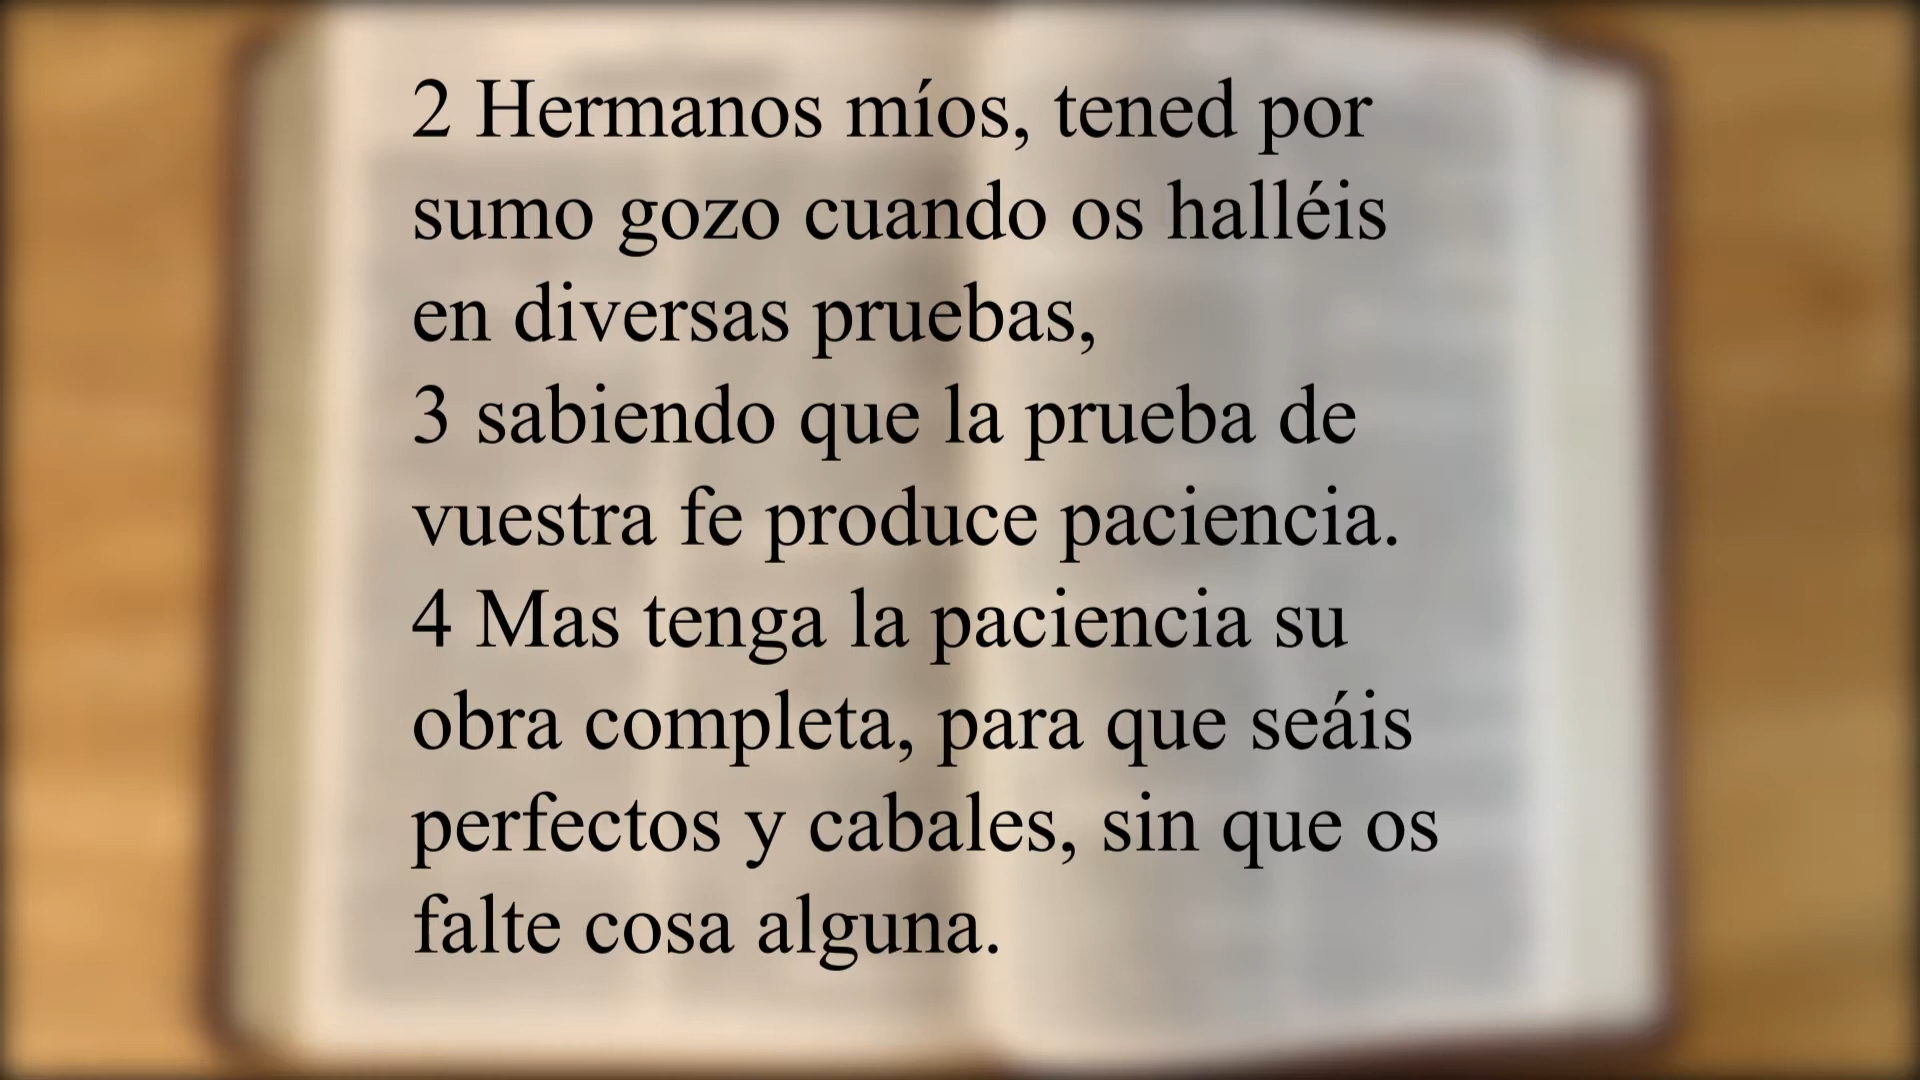 2 Hermanos míos, tened por
sumo gozo cuando os halléis
en diversas pruebas,
3 sabiendo que la prueba de
vuestra fe produce paciencia.
4 Mas tenga la paciencia su
obra completa, para que seáis
perfectos y cabales, sin que os
falte cosa alguna.